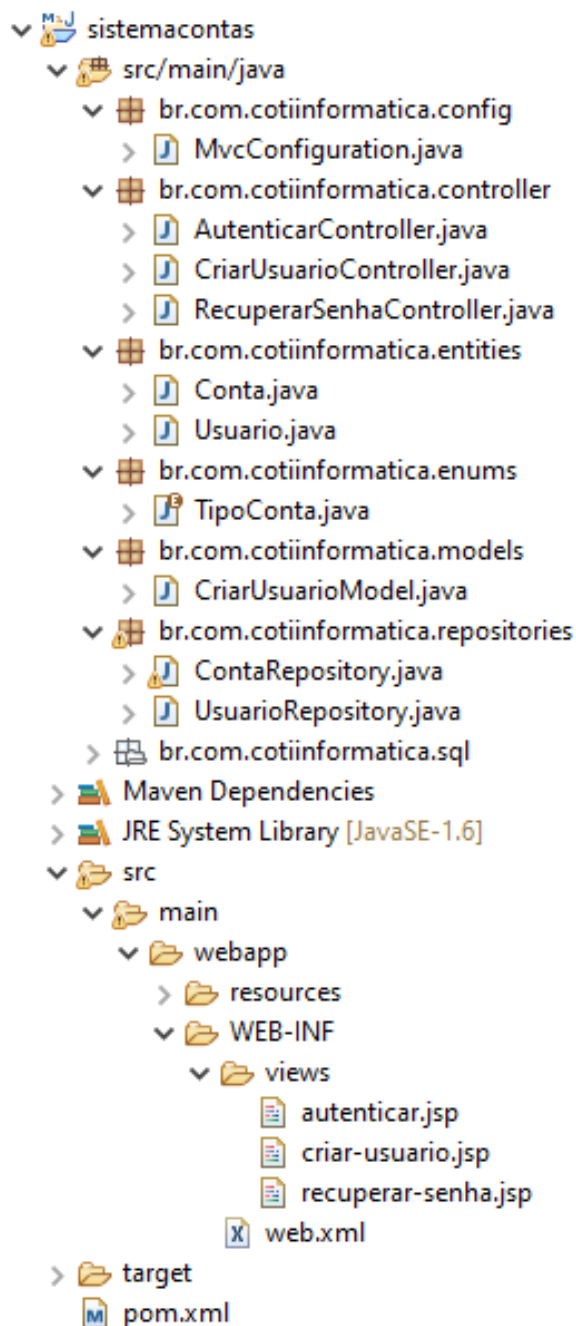 sistemacontas
src/main/java
br.com.cotiinformatica.config
MvcConfiguration.java
br.com.cotiinformatica.controller
AutenticarController.java
CriarUsuarioController.java
RecuperarSenhaController.java
br.com.cotiinformatica.entities
Conta.java
Usuario.java
br.com.cotiinformatica.enums
TipoConta.java
br.com.cotiinformatica.models
CriarUsuarioModel.java
br.com.cotiinformatica.repositories
ContaRepository.java
UsuarioRepository.java
br.com.cotiinformatica.sql
Maven Dependencies
JRE System Library [JavaSE-1.6]
src
main
webapp
resources
WEB-INF
views
autenticar.jsp
criar-usuario.jsp
recuperar-senha.jsp
web.xml
target
pom.xml